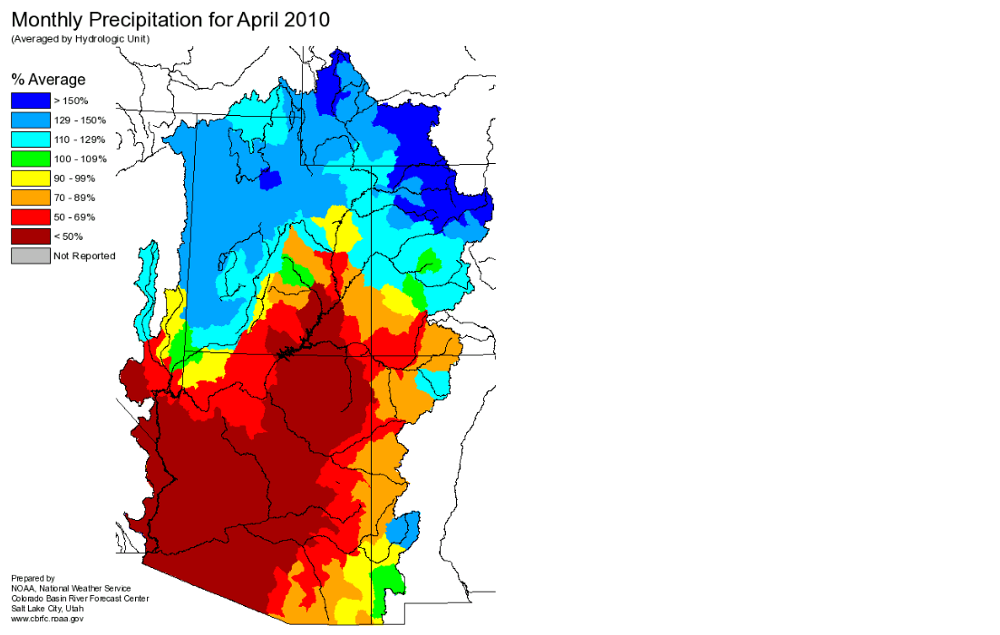 Monthly Precipitation for April 2010
(Averaged by Hydrologic Unit)
% Average
> 150%
129 - 150%
110 - 129%
100 - 109%
90 - 99%
70 - 89%
50 - 69%
< 50%
Not Reported
Prepared by
NOAA, National Weather Service
Colorado Basin River Forecast Center
Salt Lake City, Utah
www.cbrfc.noaa.gov